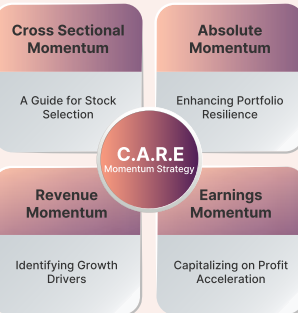 Cross Sectional
Momentum
A Guide for Stock
Selection
Absolute
Momentum
Enhancing Portfolio
Resilience
C.A.R.E
Momentum Strategy
Revenue
Momentum
Identifying Growth
Drivers
Earnings
Momentum
Capitalizing on Profit
Acceleration